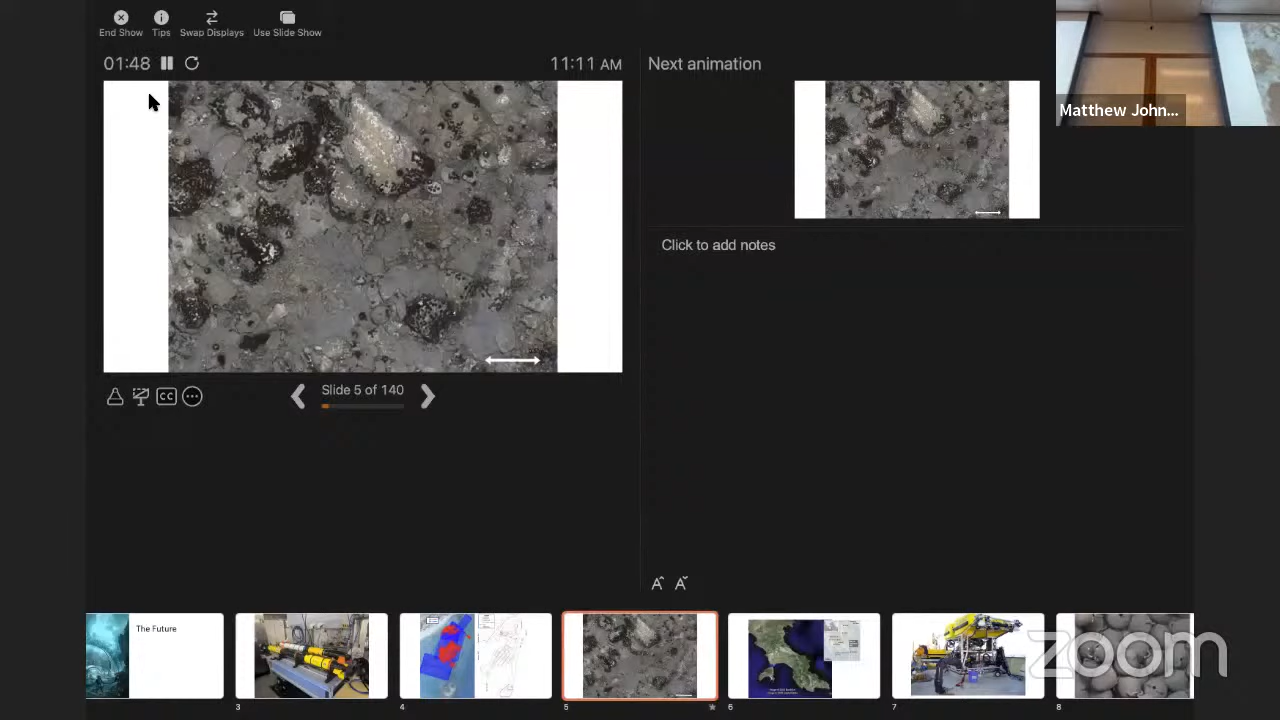 End Show
Tips
Swap Displays
Use Slide Show
01:48
11:11 AM
Next animation
Matthew John...
Click to add notes
CC
Slide 5 of 140
The Future
3
4
5
6
7
8
zoom